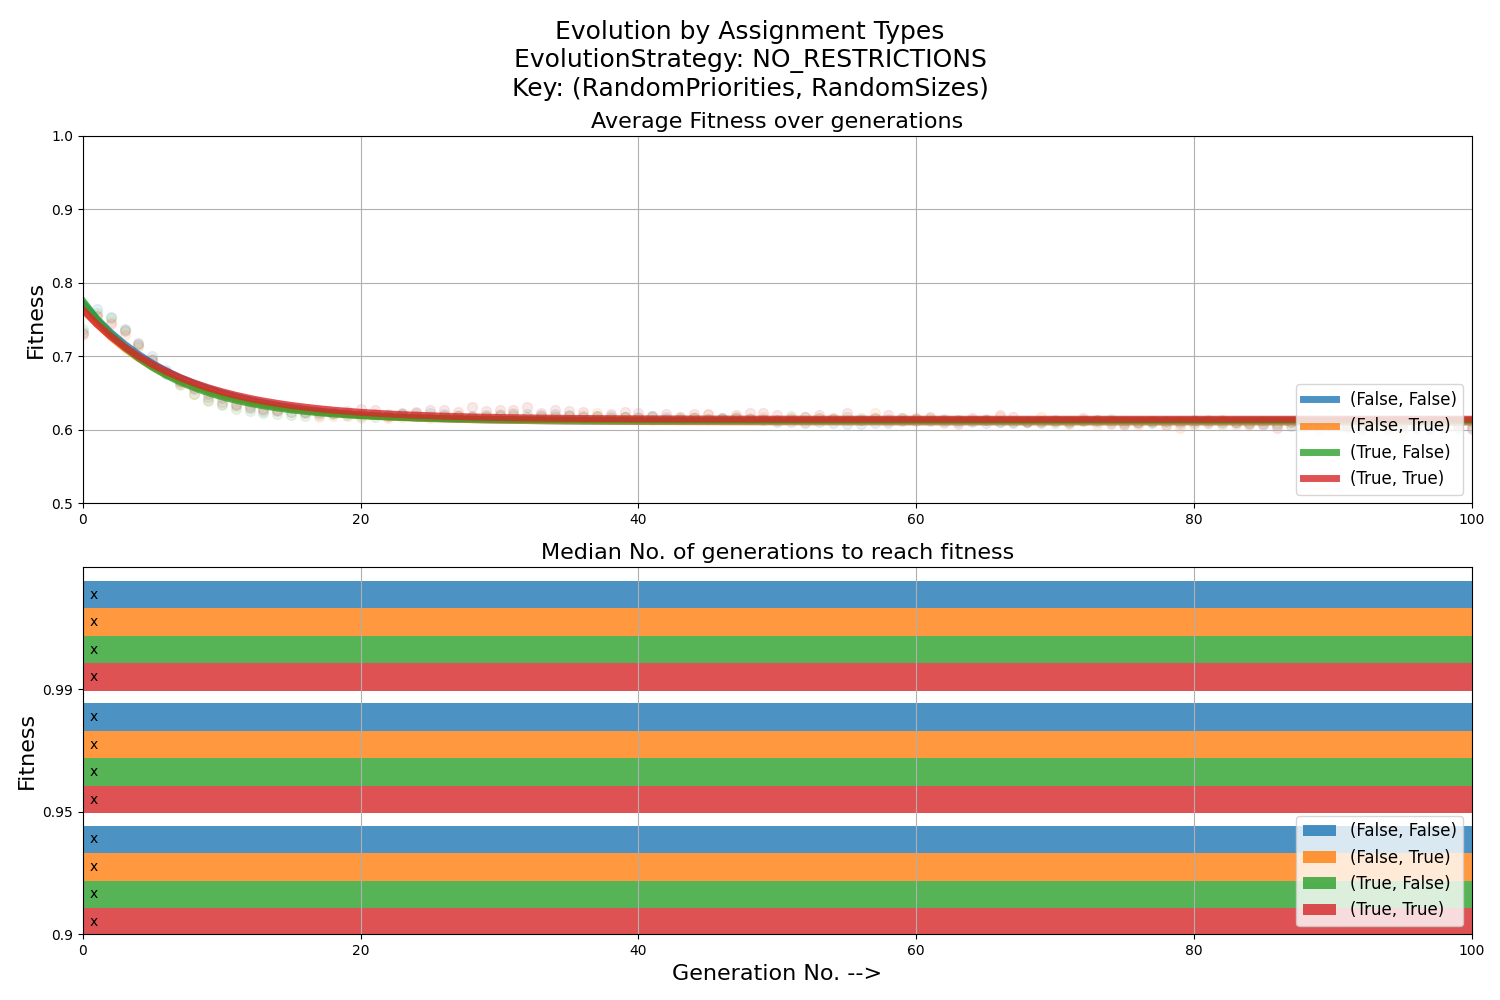 Evolution by Assignment Types
EvolutionStrategy: NO_RESTRICTIONS
Key: (RandomPriorities, RandomSizes)
Average Fitness over generations
1.0
0.9
0.8
0.7
0.6
0.5
Fitness
0
20
40
60
80
100
(False, False)
(False, True)
(True, False)
(True, True)
Median No. of generations to reach fitness
x
x
x
x
0.99
x
x
x
x
0.95
x
x
x
x
0.9
Fitness
(False, False)
(False, True)
(True, False)
(True, True)
0
20
40
60
80
100
Generation No. -->